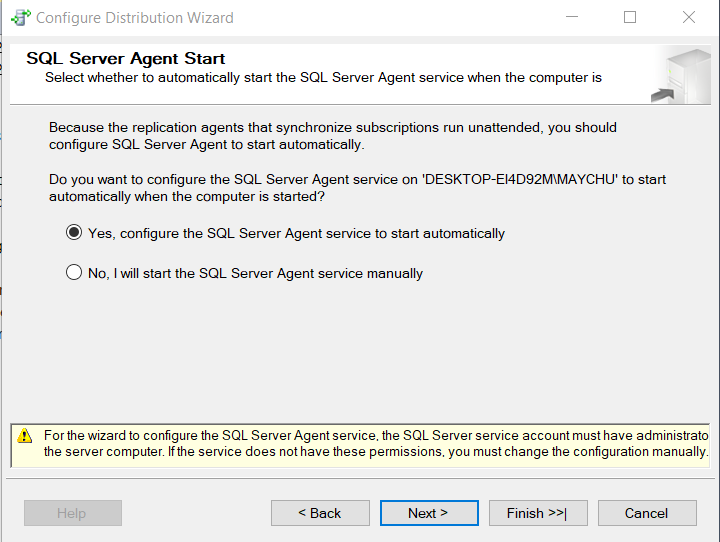 Configure Distribution Wizard
SQL Server Agent Start
Select whether to automatically start the SQL Server Agent service when the computer is
Because the replication agents that synchronize subscriptions run unattended, you should
configure SQL Server Agent to start automatically.
Do you want to configure the SQL Server Agent service on 'DESKTOP-EI4D92M\MAYCHU' to start
automatically when the computer is started?
Yes, configure the SQL Server Agent service to start automatically
No, I will start the SQL Server Agent service manually
For the wizard to configure the SQL Server Agent service, the SQL Server service account must have administrato
the server computer. If the service does not have these permissions, you must change the configuration manually.
Help
< Back
Next >
Finish >>|
Cancel